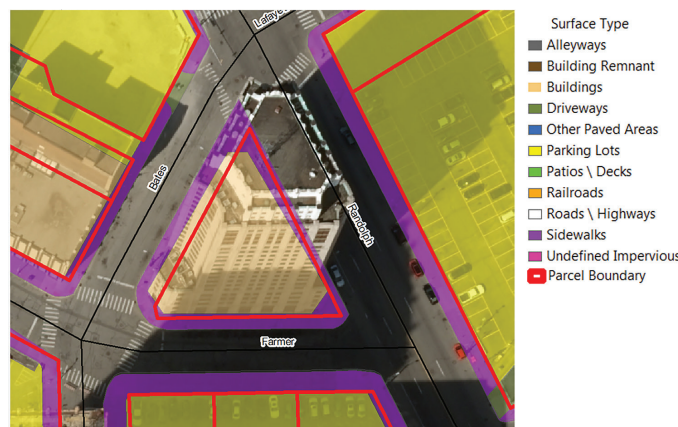 Lafaye
Bates
Randolph
Farmer
Surface Type
Alleyways
Building Remnant
Buildings
Driveways
Other Paved Areas
Parking Lots
Patios \ Decks
Railroads
Roads \ Highways
Sidewalks
Undefined Impervious
Parcel Boundary